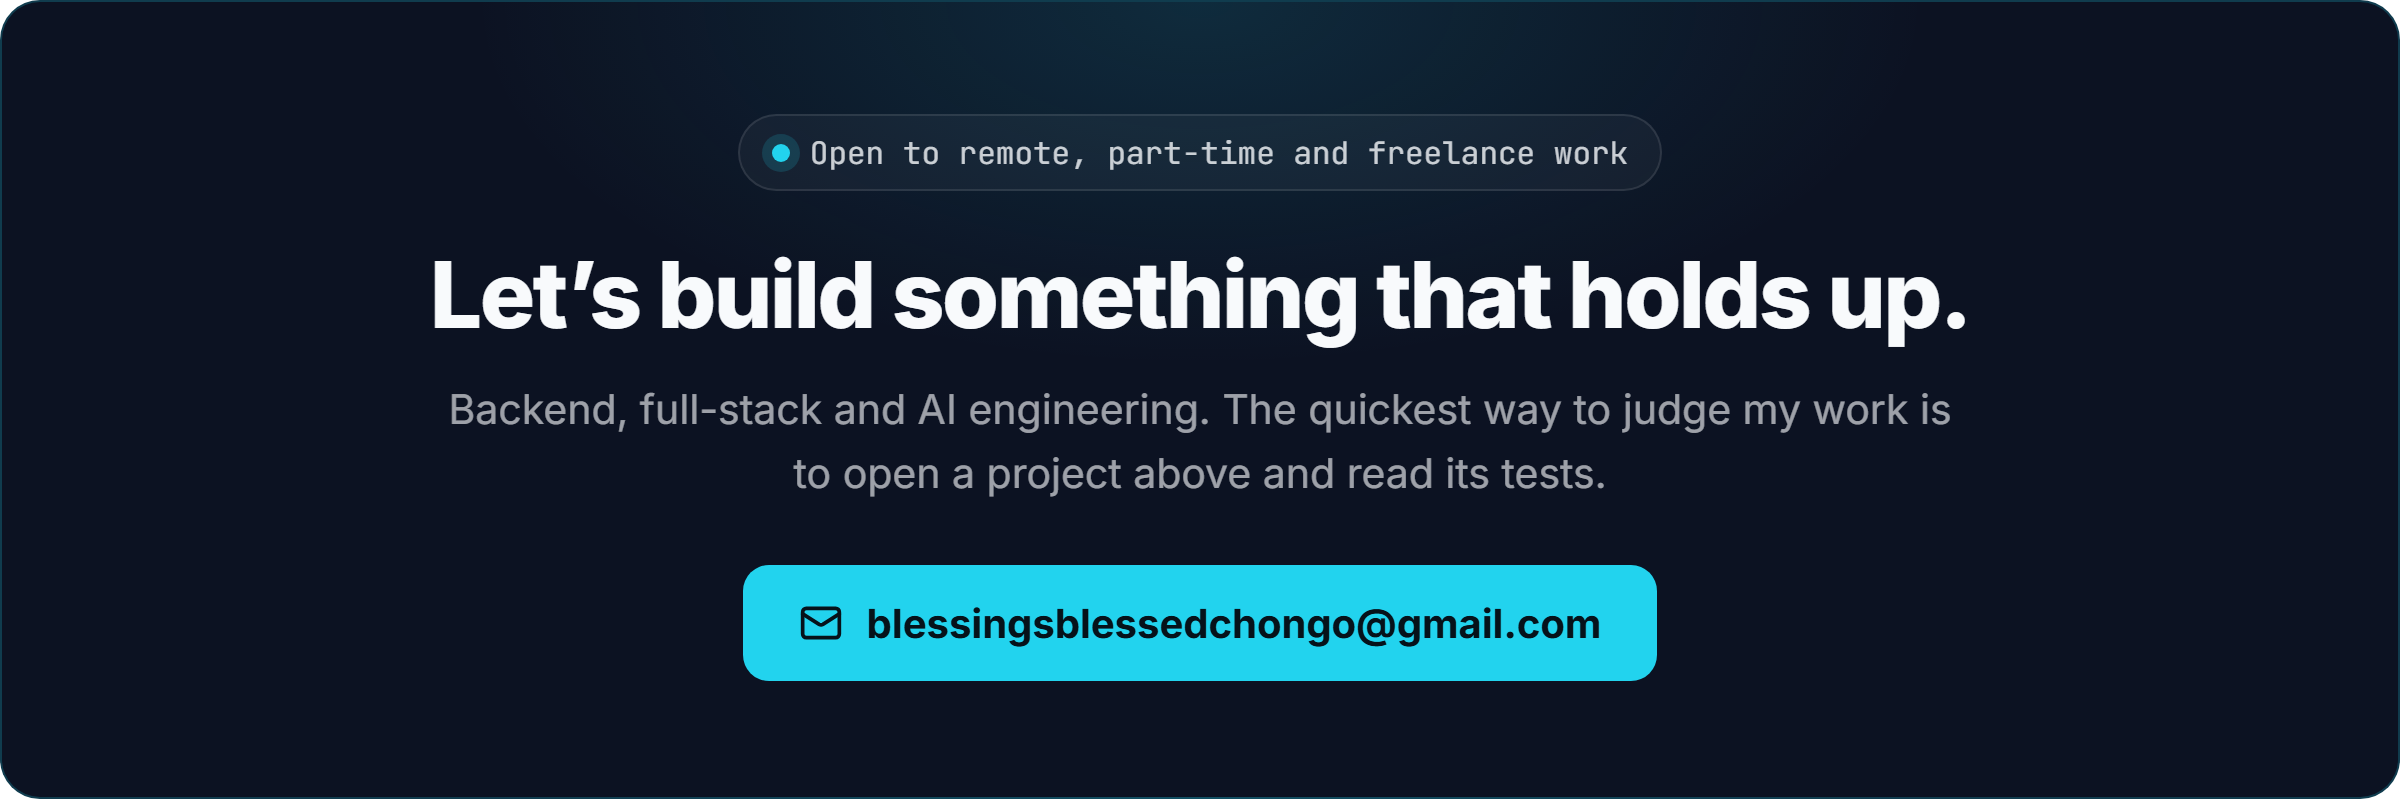 Open to remote, part-time and freelance work
Let’s build something that holds up.
Backend, full-stack and AI engineering. The quickest way to judge my work is
to open a project above and read its tests.
blessingsblessedchongo@gmail.com